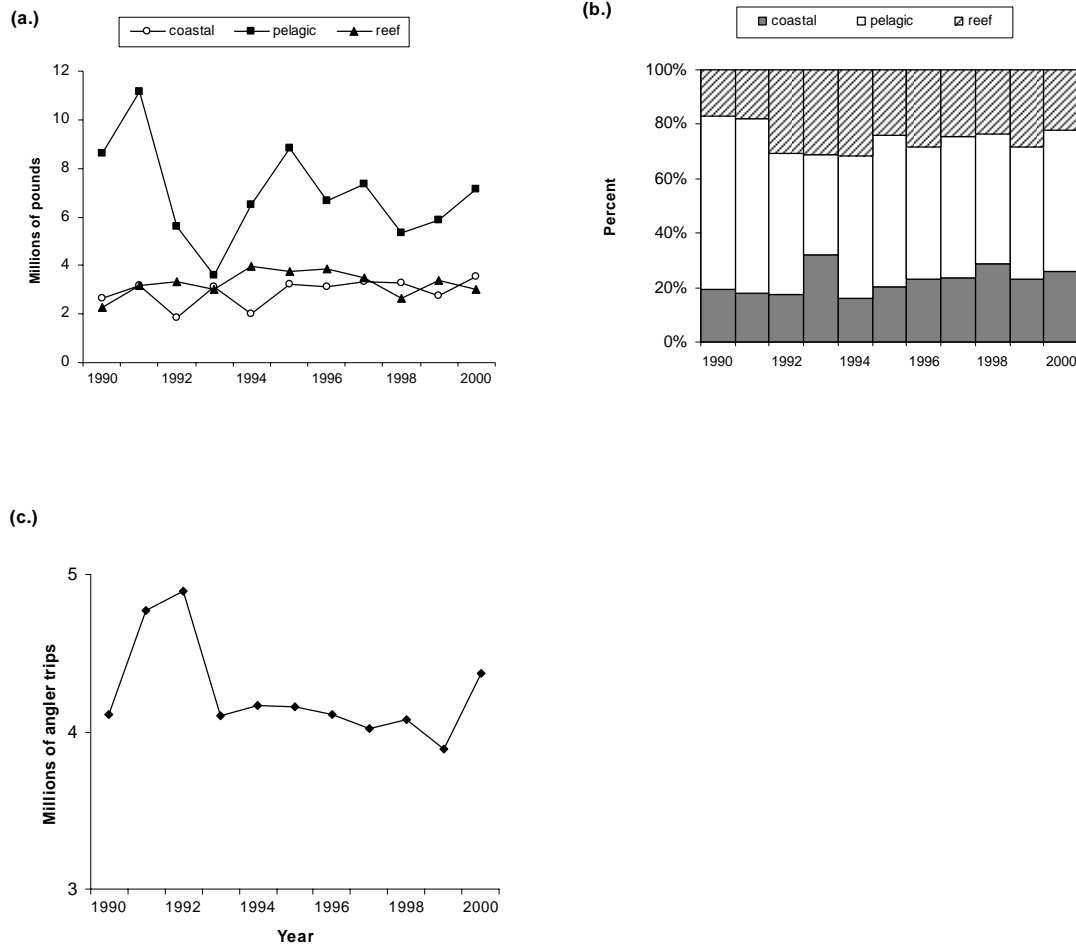 (a.)
coastal pelagic reef
12
10
8
6
4
2
0
Millions of pounds
1990 1992 1994 1996 1998 2000
(b.)
coastal pelagic reef
100%
80%
60%
40%
20%
0%
Percent
1990 1992 1994 1996 1998 2000
(c.)
5
4
3
Millions of angler trips
1990 1992 1994 1996 1998 2000
Year